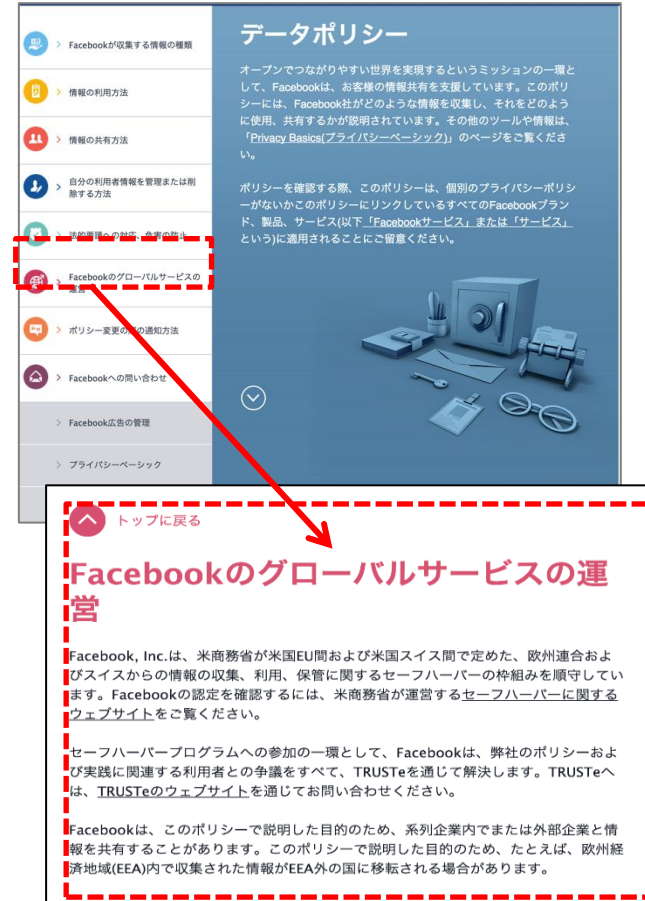 Facebookが収集する情報の種類
情報の利用方法
情報の共有方法
自分の利用者情報を管理または削
除する方法
法的要請への対応、危害の防止
Facebookのグローバルサービスの
運営
ポリシー変更の際の通知方法
Facebookへの問い合わせ
Facebook広告の管理
プライバシーベーシック
データポリシー
オープンでつながりやすい世界を実現するというミッションの一環と
して、Facebookは、お客様の情報共有を支援しています。このポリ
シーには、Facebook社がどのような情報を収集し、それをどのよう
に使用、共有するかが説明されています。その他のツールや情報は、
「Privacy Basics(プライバシーベーシック)」のページをご覧くださ
い。
ポリシーを確認する際、このポリシーは、個別のプライバシーポリシ
ーがないかこのポリシーにリンクしているすべてのFacebookブラン
ド、製品、サービス(以下「Facebookサービス」または「サービス」
という)に適用されることにご留意ください。
トップに戻る
Facebookのグローバルサービスの運
営
Facebook, Inc.は、米商務省が米国EU間および米国スイス間で定めた、欧州連合およ
びスイスからの情報の収集、利用、保管に関するセーフハーバーの枠組みを順守してい
ます。Facebookの認定を確認するには、米商務省が運営するセーフハーバーに関する
ウェブサイトをご覧ください。
セーフハーバープログラムへの参加の一環として、Facebookは、弊社のポリシーおよ
び実践に関連する利用者との争議をすべて、TRUSTeを通じて解決します。TRUSTeへ
は、TRUSTeのウェブサイトを通じてお問い合わせください。
Facebookは、このポリシーで説明した目的のため、系列企業内でまたは外部企業と情
報を共有することがあります。このポリシーで説明した目的のため、たとえば、欧州経
済地域(EEA)内で収集された情報がEEA外の国に移転される場合があります。